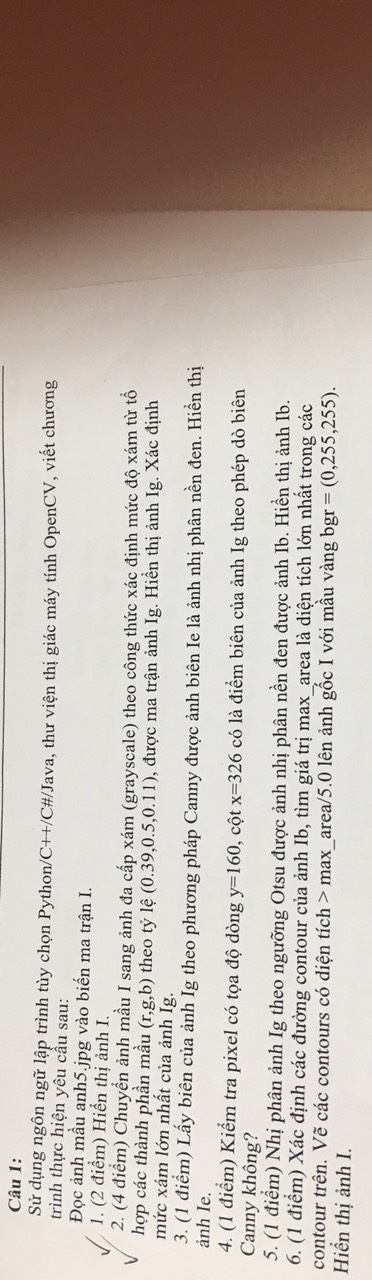 Câu 1:
Sử dụng ngôn ngữ lập trình tùy chọn Python/C++/C#/Java, thư viện thị giác máy tính OpenCV, viết chương
trình thực hiện yêu cầu sau:
Đọc ảnh mầu anh5.jpg vào biến ma trận I.
1. (2 điểm) Hiển thị ảnh I.
2. (4 điểm) Chuyển ảnh mầu I sang ảnh đa cấp xám (grayscale) theo công thức xác định mức độ xám từ tổ
hợp các thành phần mầu (r,g,b) theo tỷ lệ (0.39,0.5,0.11), được ma trận ảnh Ig. Hiển thị ảnh Ig. Xác định
mức xám lớn nhất của ảnh Ig.
3. (1 điểm) Lấy biên của ảnh Ig theo phương pháp Canny được ảnh biên Ie là ảnh nhị phân nền đen. Hiển thị
ảnh Ie.
4. (1 điểm) Kiểm tra pixel có tọa độ dòng y=160, cột x=326 có là điểm biên của ảnh Ig theo phép dò biên
Canny không?
5. (1 điểm) Nhị phân ảnh Ig theo ngưỡng Otsu được ảnh nhị phân nền đen được ảnh Ib. Hiển thị ảnh Ib.
6. (1 điểm) Xác định các đường contour của ảnh Ib, tìm giá trị max_area là diện tích lớn nhất trong các
contour trên. Vẽ các contours có diện tích > max_area/5.0 lên ảnh gốc I với mầu vàng bgr = (0,255,255).
Hiển thị ảnh I.